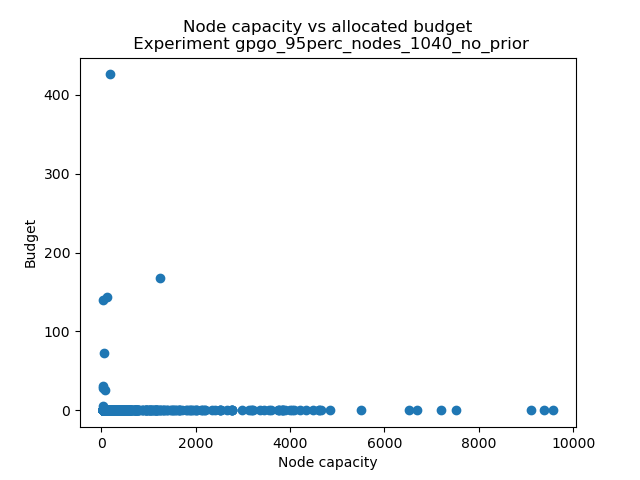 Node capacity vs allocated budget
Experiment gpgo_95perc_nodes_1040_no_prior
400
300
200
100
0
Budget
0 2000 4000 6000 8000 10000
Node capacity